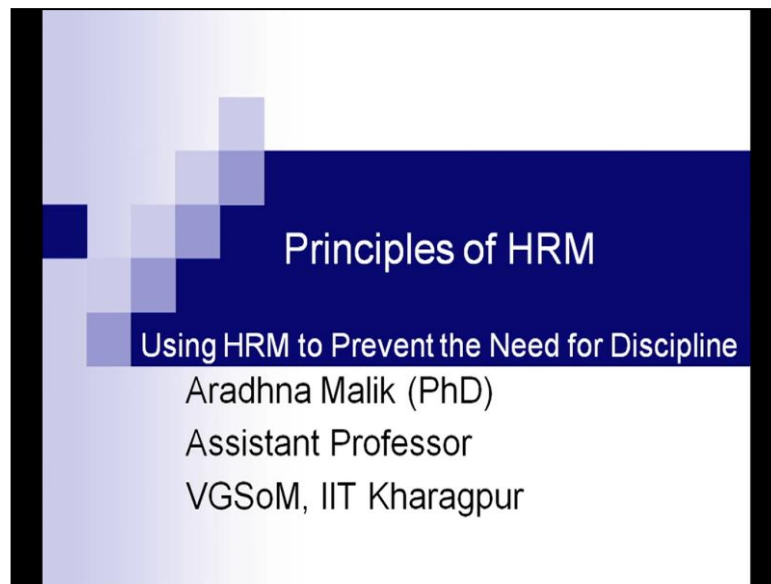 Principles of HRM
Using HRM to Prevent the Need for Discipline
Aradhna Malik (PhD)
Assistant Professor
VGSoM, IIT Kharagpur